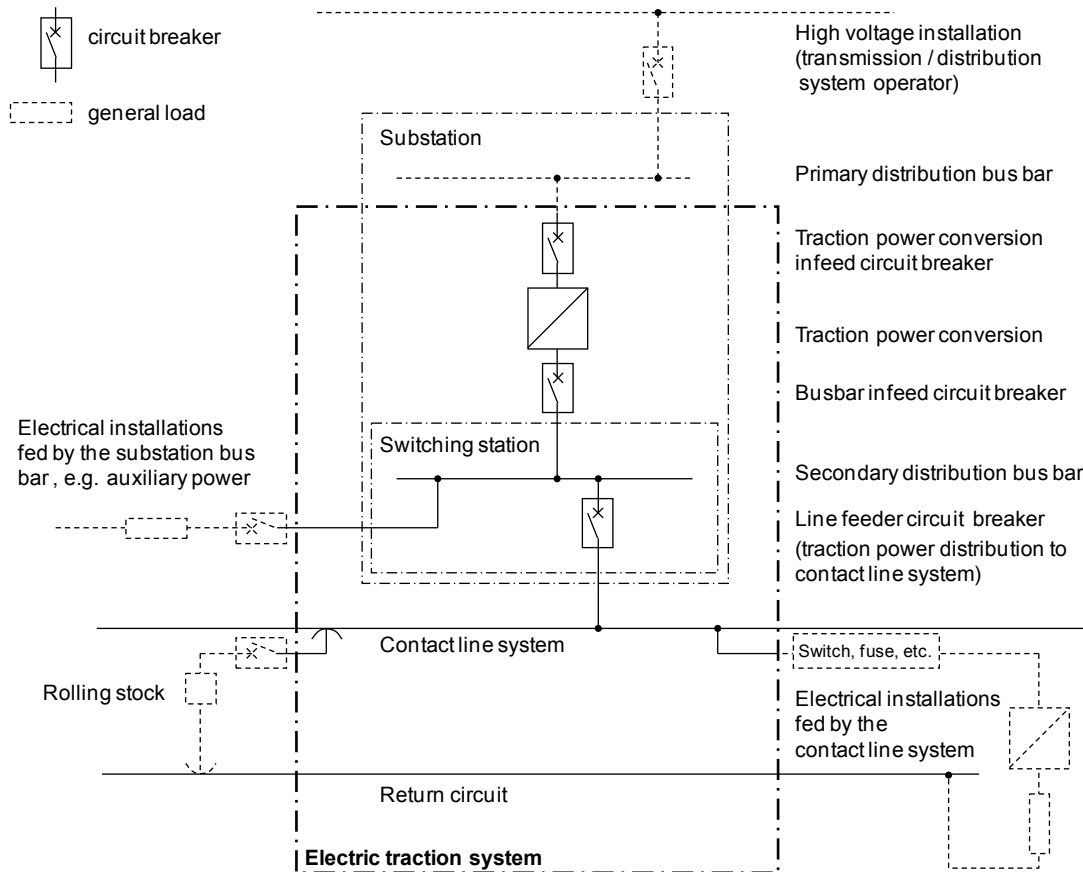 circuit breaker
general load
High voltage installation
(transmission / distribution
system operator)
Substation
Primary distribution bus bar
Traction power conversion
infeed circuit breaker
Traction power conversion
Busbar infeed circuit breaker
Electrical installations
fed by the substation bus
bar , e.g. auxiliary power
Switching station
Secondary distribution bus bar
Line feeder circuit breaker
(traction power distribution to
contact line system)
Contact line system
Switch, fuse, etc.
Rolling stock
Electrical installations
fed by the
contact line system
Return circuit
Electric traction system